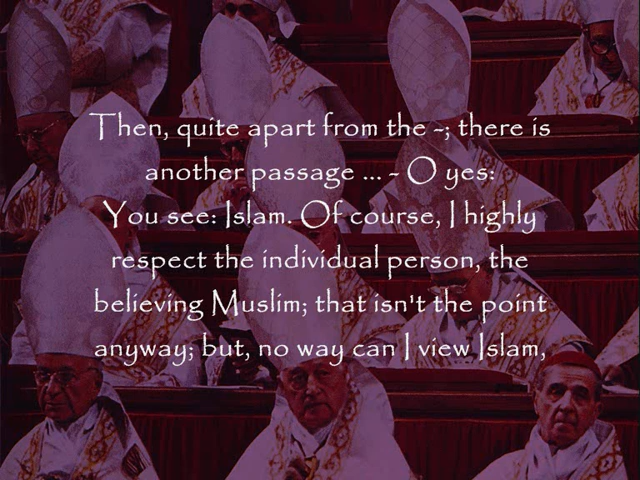 Then, quite apart from the -; there is
another passage ... - O yes:
You see: Islam. Of course, I highly
respect the individual person, the
believing Muslim; that isn't the point
anyway; but, no way can I view Islam,